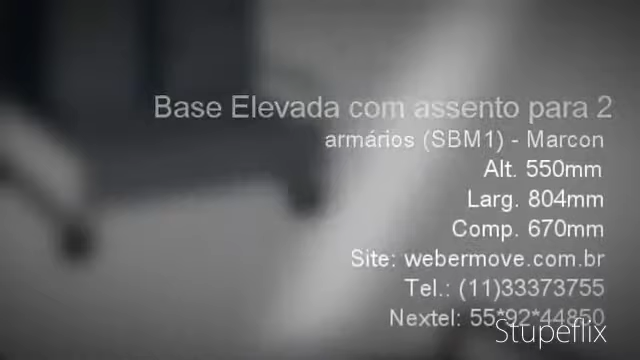 Base Elevada com assento para 2
armários (SBM1) - Marcon
Alt. 550mm
Larg. 804mm
Comp. 670mm
Site: webermove.com.br
Tel.: (11)33373755
Nextel: 55*92*44850
Stupeflix